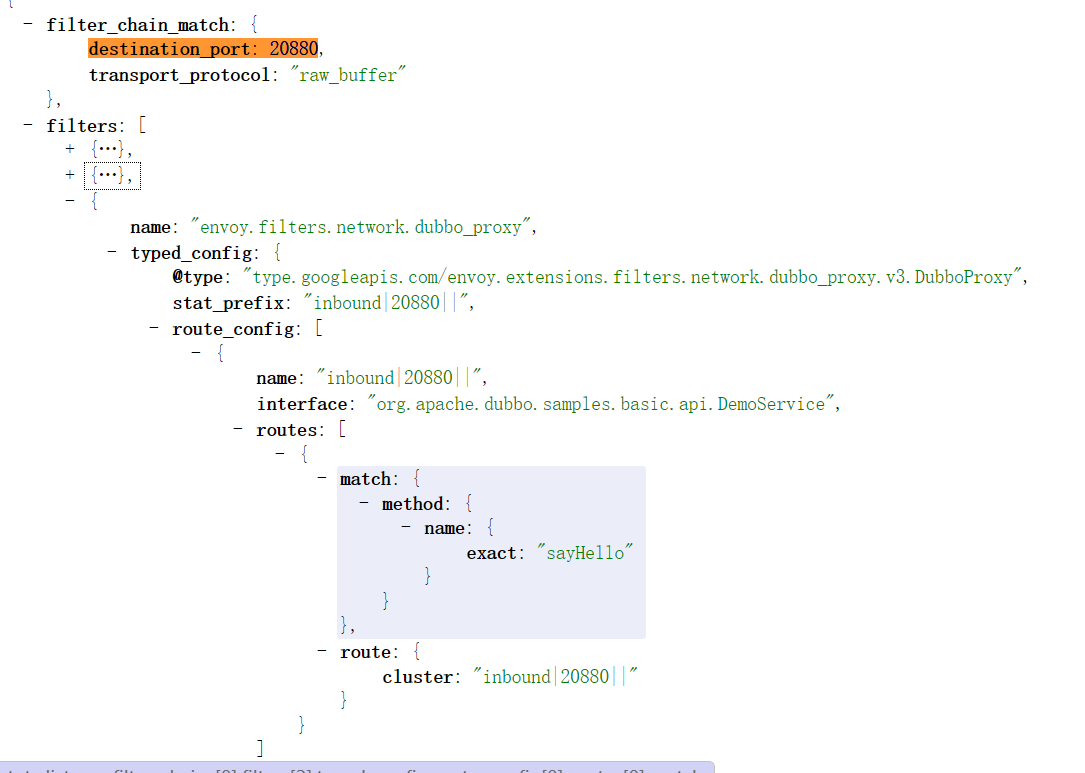 {
- filter_chain_match: {
destination_port: 20880,
transport_protocol: "raw_buffer"
},
- filters: [
+ {…},
+ {…},
- {
name: "envoy.filters.network.dubbo_proxy",
- typed_config: {
@type: "type.googleapis.com/envoy.extensions.filters.network.dubbo_proxy.v3.DubboProxy",
stat_prefix: "inbound|20880||",
- route_config: [
- {
name: "inbound|20880||",
interface: "org.apache.dubbo.samples.basic.api.DemoService",
- routes: [
- {
- match: {
- method: {
- name: {
exact: "sayHello"
}
}
},
- route: {
cluster: "inbound|20880||"
}
}
]